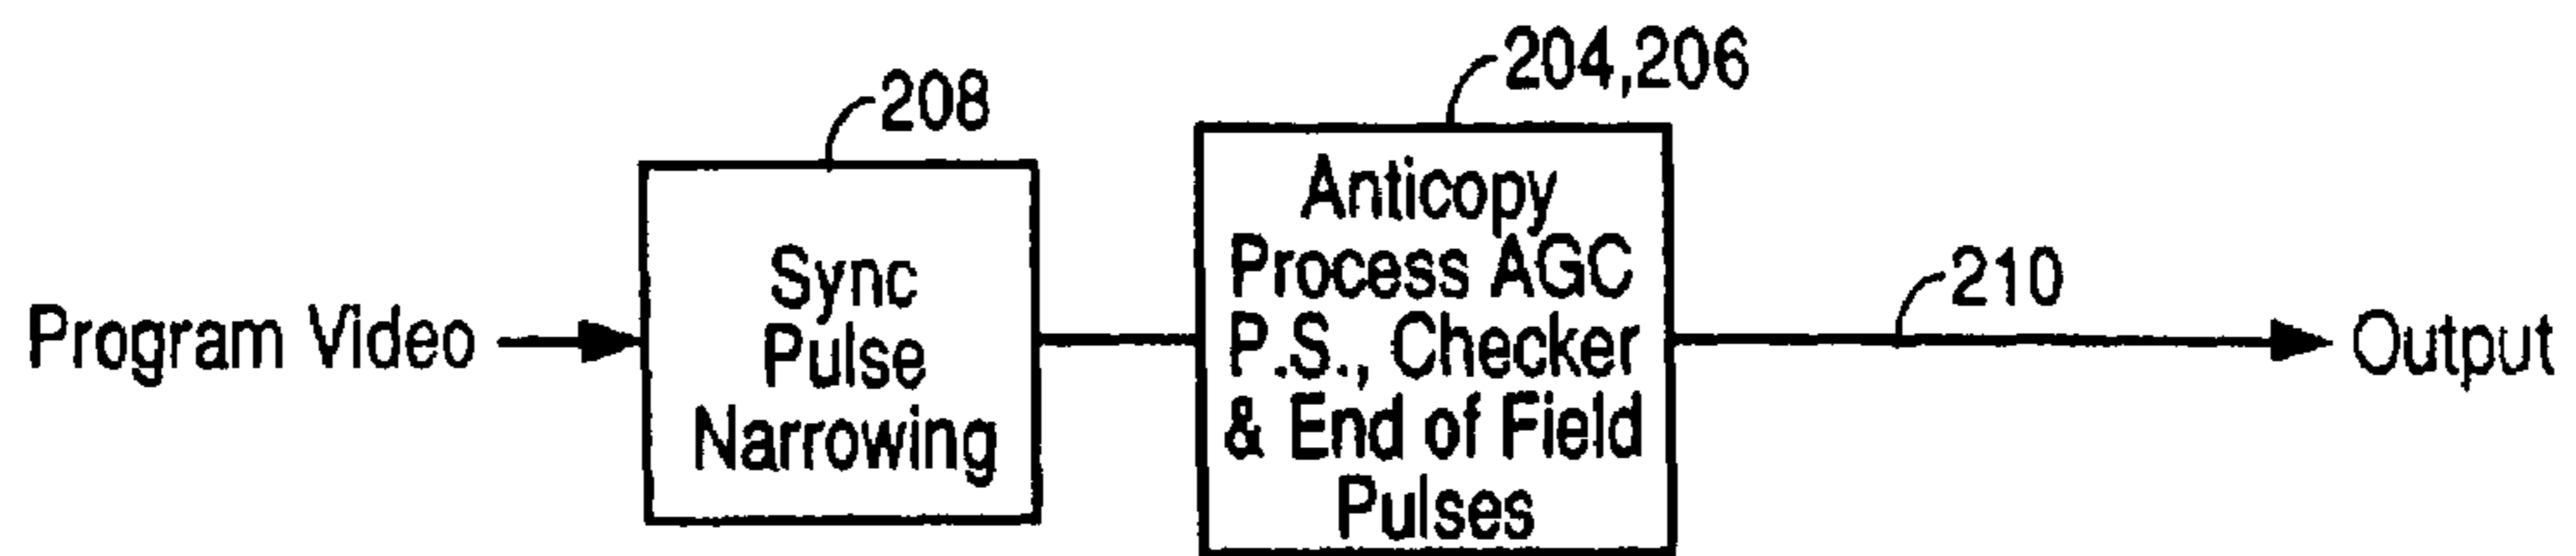 208
204,206
210
Program Video
Sync
Pulse
Narrowing
Anticopy
Process AGC
P.S., Checker
& End of Field
Pulses
Output